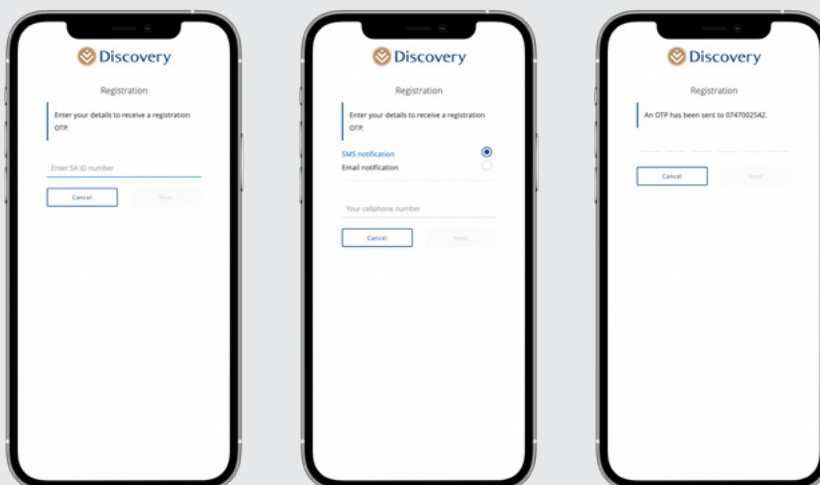 Discovery
Registration
Enter your details to receive a registration
OTP.
Enter SA ID number
Cancel
Next
Discovery
Registration
Enter your details to receive a registration
OTP.
SMS notification
Email notification
Your cellphone number
Cancel
Next
Discovery
Registration
An OTP has been sent to 0747002542.
Cancel
Next